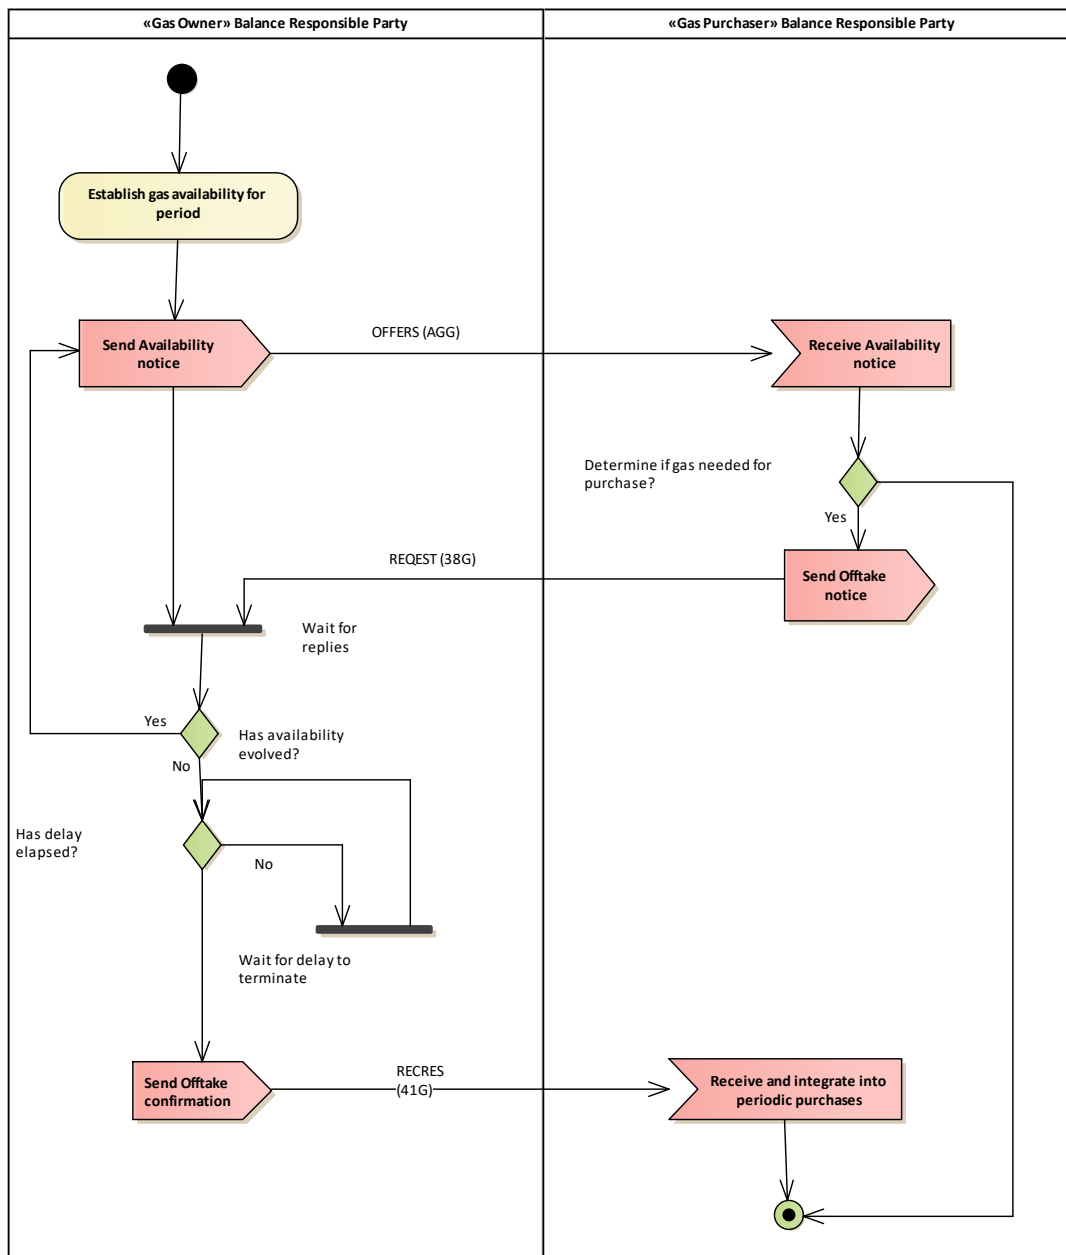 «Gas Owner» Balance Responsible Party
«Gas Purchaser» Balance Responsible Party
Establish gas availability for
period
Send Availability
notice
OFFERS (AGG)
Receive Availability
notice
Determine if gas needed for
purchase?
Yes
REQEST (38G)
Send Offtake
notice
Wait for
replies
Yes
Has availability
evolved?
No
Has delay
elapsed?
No
Wait for delay to
terminate
Send Offtake
confirmation
RECRES
(41G)
Receive and integrate into
periodic purchases